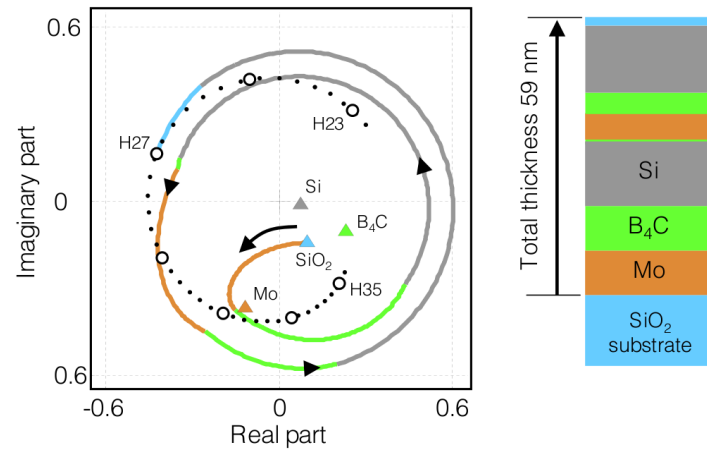 0.6
0
0.6
Imaginary part
-0.6
0
0.6
Real part
H27
H23
H35
Si
B₄C
SiO₂
Mo
Total thickness 59 nm
Si
B₄C
Mo
SiO₂
substrate